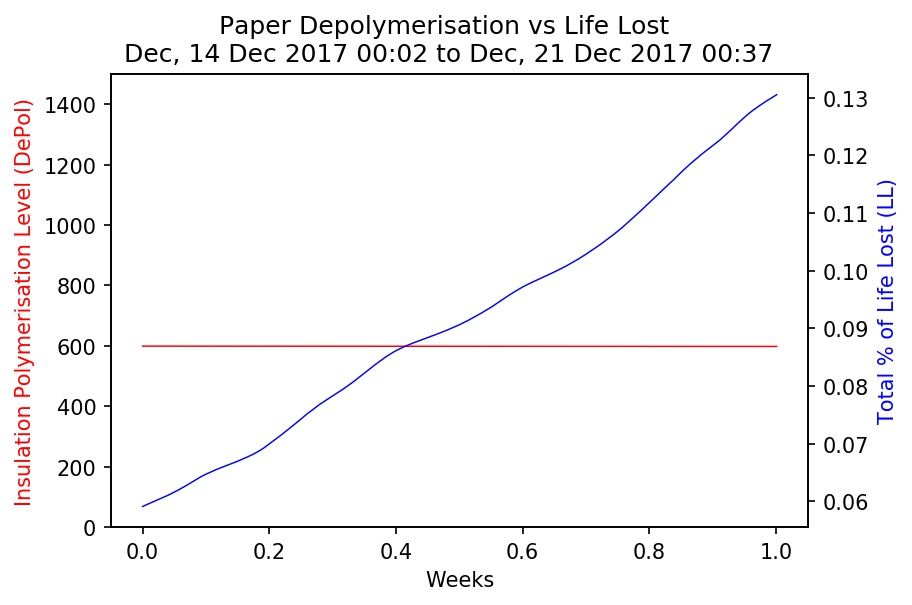 Paper Depolymerisation vs Life Lost
Dec, 14 Dec 2017 00:02 to Dec, 21 Dec 2017 00:37
Insulation Polymerisation Level (DePol)
1400
1200
1000
800
600
400
200
0
0.13
0.12
0.11
0.10
0.09
0.08
0.07
0.06
Total % of Life Lost (LL)
0.0 0.2 0.4 0.6 0.8 1.0
Weeks